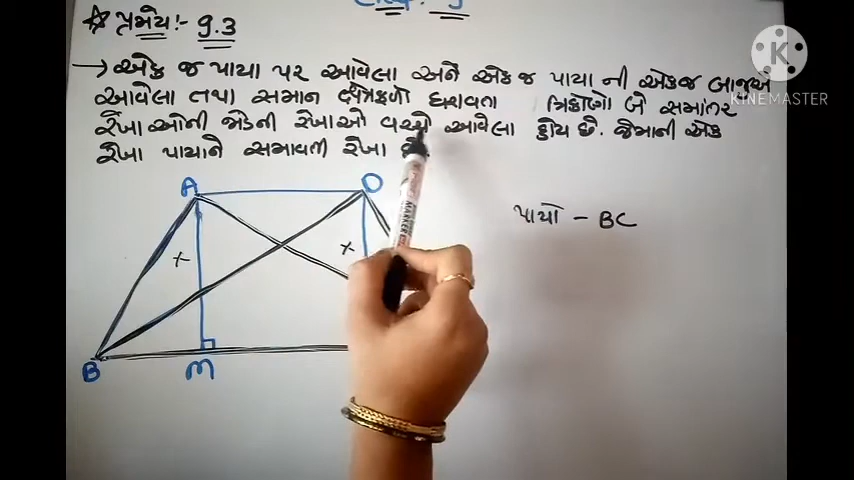 પ્રમેય:- 9.3
→ એક જ પાયા પર આવેલા અને એક જ પાયા ની એકજ બાજુએ
આવેલા તથા સમાન ક્ષેત્રફળો ધરાવતા ત્રિકોણો બે સમાંતર
રેખા ઓની જોડની રેખાઓ વચ્ચે આવેલા હોય છે. જેમાની એક
રેખા પાયાને સમાવતી રેખા
A D
પાયો - BC
B M
KINEMASTER